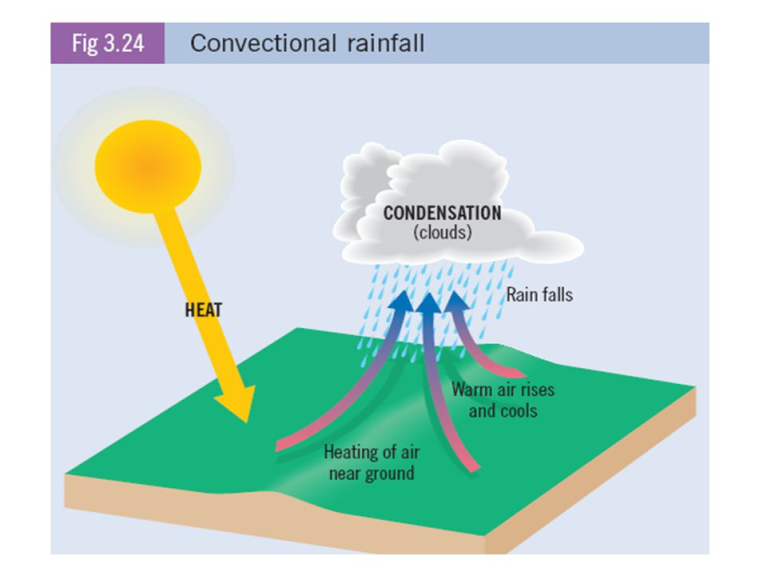 Fig 3.24
Convectional rainfall
CONDENSATION
(clouds)
Rain falls
HEAT
Warm air rises
and cools
Heating of air
near ground